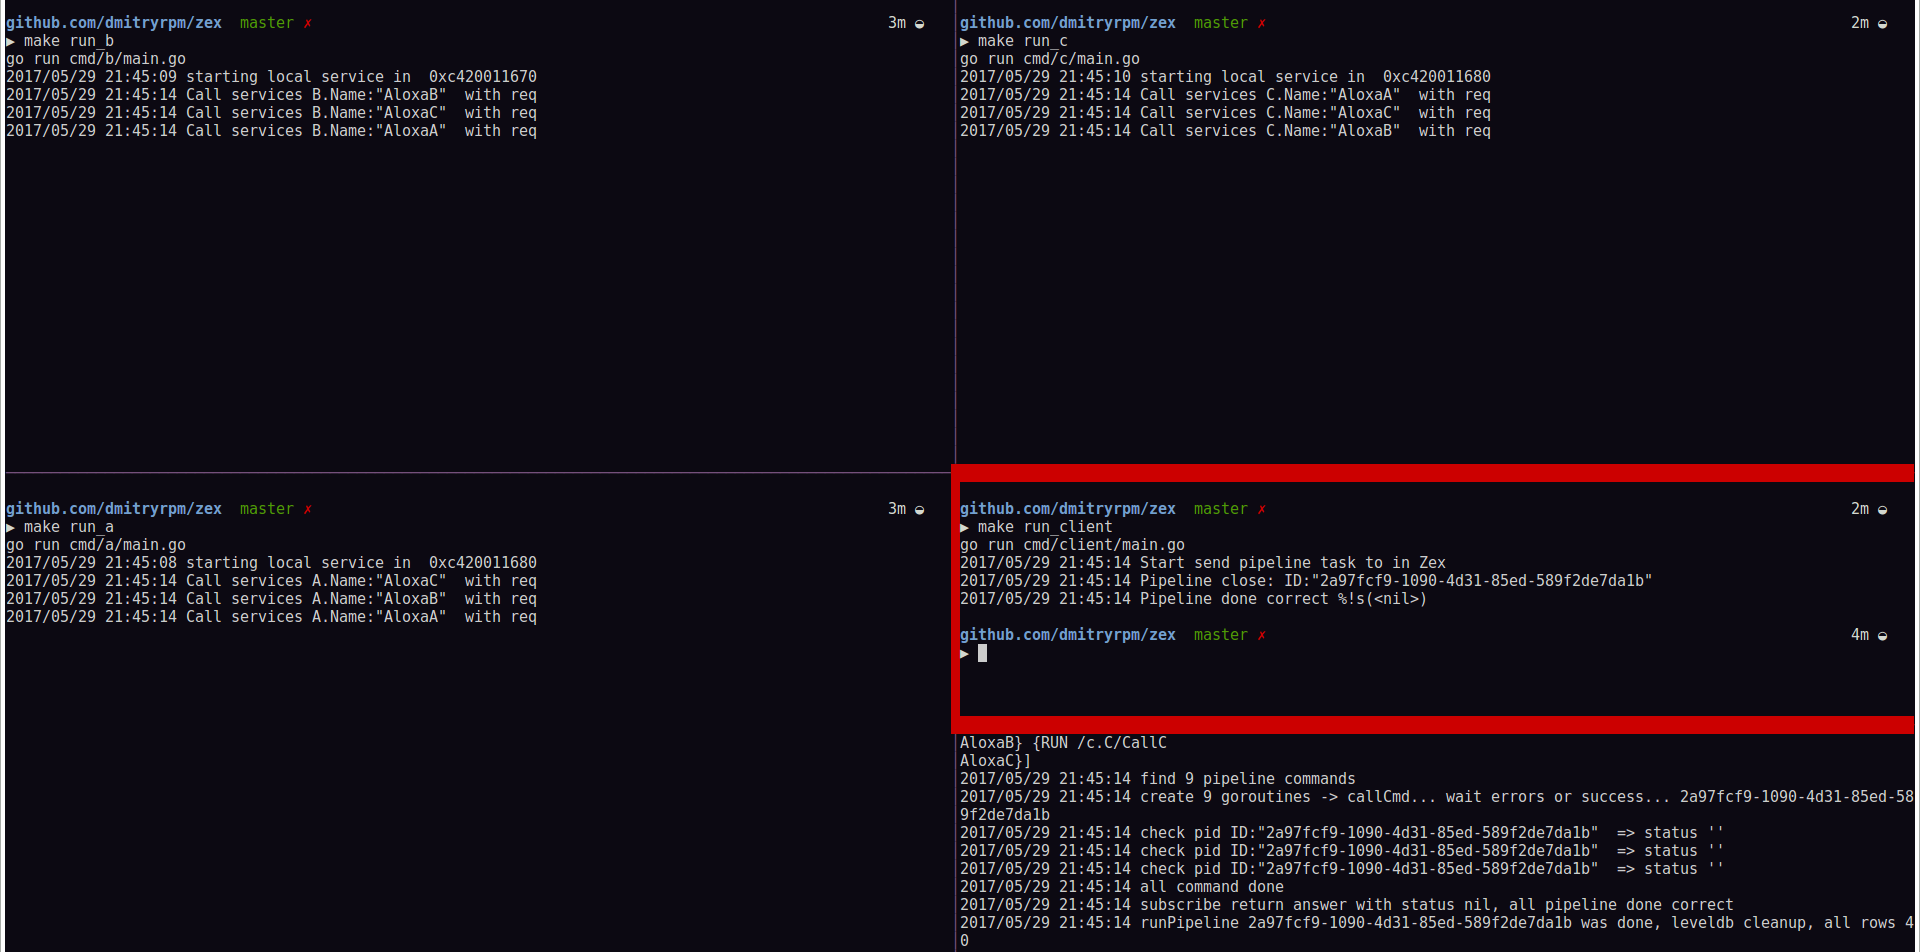 github.com/dmitryrpm/zex master ✗ 3m ◒
▶ make run_b
go run cmd/b/main.go
2017/05/29 21:45:09 starting local service in  0xc420011670
2017/05/29 21:45:14 Call services B.Name:"AloxaB"  with req
2017/05/29 21:45:14 Call services B.Name:"AloxaC"  with req
2017/05/29 21:45:14 Call services B.Name:"AloxaA"  with req
github.com/dmitryrpm/zex master ✗ 2m ◒
▶ make run_c
go run cmd/c/main.go
2017/05/29 21:45:10 starting local service in  0xc420011680
2017/05/29 21:45:14 Call services C.Name:"AloxaA"  with req
2017/05/29 21:45:14 Call services C.Name:"AloxaC"  with req
2017/05/29 21:45:14 Call services C.Name:"AloxaB"  with req
github.com/dmitryrpm/zex master ✗ 3m ◒
▶ make run_a
go run cmd/a/main.go
2017/05/29 21:45:08 starting local service in  0xc420011680
2017/05/29 21:45:14 Call services A.Name:"AloxaC"  with req
2017/05/29 21:45:14 Call services A.Name:"AloxaB"  with req
2017/05/29 21:45:14 Call services A.Name:"AloxaA"  with req
github.com/dmitryrpm/zex master ✗ 2m ◒
▶ make run_client
go run cmd/client/main.go
2017/05/29 21:45:14 Start send pipeline task to in Zex
2017/05/29 21:45:14 Pipeline close: ID:"2a97fcf9-1090-4d31-85ed-589f2de7da1b"
2017/05/29 21:45:14 Pipeline done correct %!s(<nil>)
github.com/dmitryrpm/zex master ✗ 4m ◒
▶
AloxaB} {RUN /c.C/CallC
AloxaC}]
2017/05/29 21:45:14 find 9 pipeline commands
2017/05/29 21:45:14 create 9 goroutines -> callCmd... wait errors or success... 2a97fcf9-1090-4d31-85ed-58
9f2de7da1b
2017/05/29 21:45:14 check pid ID:"2a97fcf9-1090-4d31-85ed-589f2de7da1b"  => status ''
2017/05/29 21:45:14 check pid ID:"2a97fcf9-1090-4d31-85ed-589f2de7da1b"  => status ''
2017/05/29 21:45:14 check pid ID:"2a97fcf9-1090-4d31-85ed-589f2de7da1b"  => status ''
2017/05/29 21:45:14 all command done
2017/05/29 21:45:14 subscribe return answer with status nil, all pipeline done correct
2017/05/29 21:45:14 runPipeline 2a97fcf9-1090-4d31-85ed-589f2de7da1b was done, leveldb cleanup, all rows 4
0